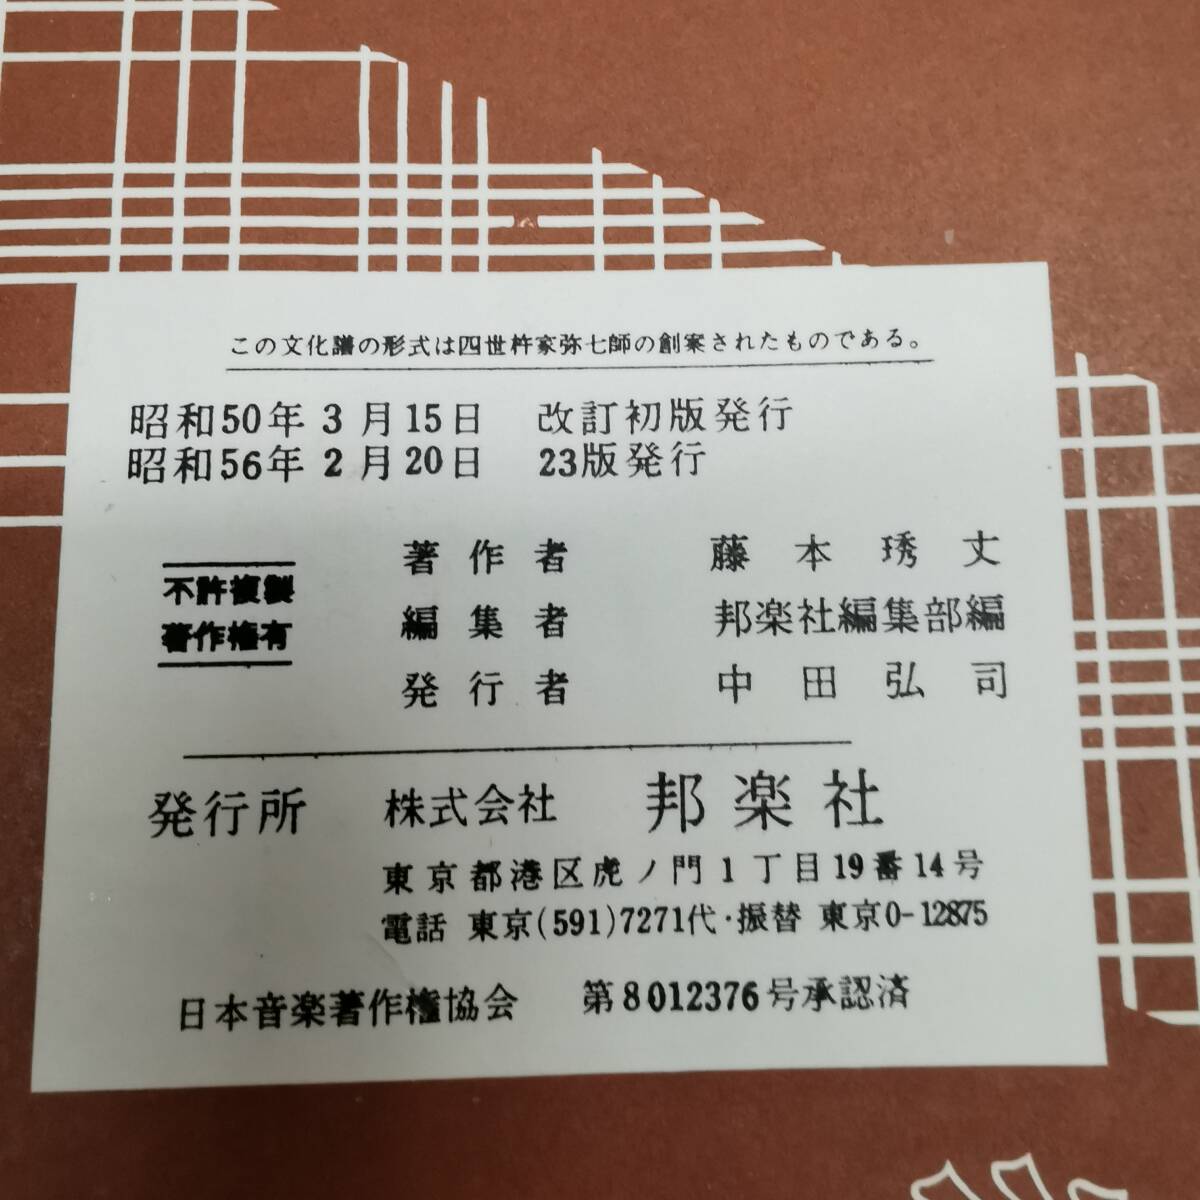 この文化譜の形式は四世杵家弥七師の創案されたものである。
昭和50年 3月15日 改訂初版発行
昭和56年 2月20日 23版発行
不許複製
著作権有
著作者 藤本琇丈
編集者 邦楽社編集部編
発行者 中田弘司
発行所 株式会社 邦楽社
東京都港区虎ノ門1丁目19番14号
電話 東京(591)7271代・振替 東京0-12875
日本音楽著作権協会 第8012376号承認済